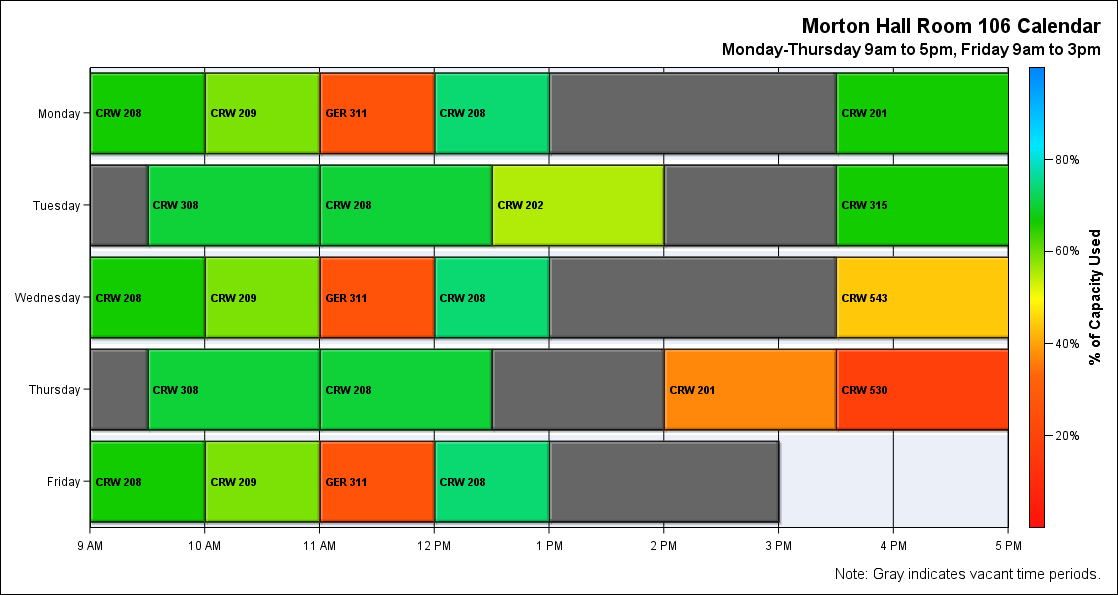 Morton Hall Room 106 Calendar
Monday-Thursday 9am to 5pm, Friday 9am to 3pm
Monday
CRW 208
CRW 209
GER 311
CRW 208
CRW 201
Tuesday
CRW 308
CRW 208
CRW 202
CRW 315
Wednesday
CRW 208
CRW 209
GER 311
CRW 208
CRW 543
Thursday
CRW 308
CRW 208
CRW 201
CRW 530
Friday
CRW 208
CRW 209
GER 311
CRW 208
9 AM
10 AM
11 AM
12 PM
1 PM
2 PM
3 PM
4 PM
5 PM
80%
60%
40%
20%
% of Capacity Used
Note: Gray indicates vacant time periods.